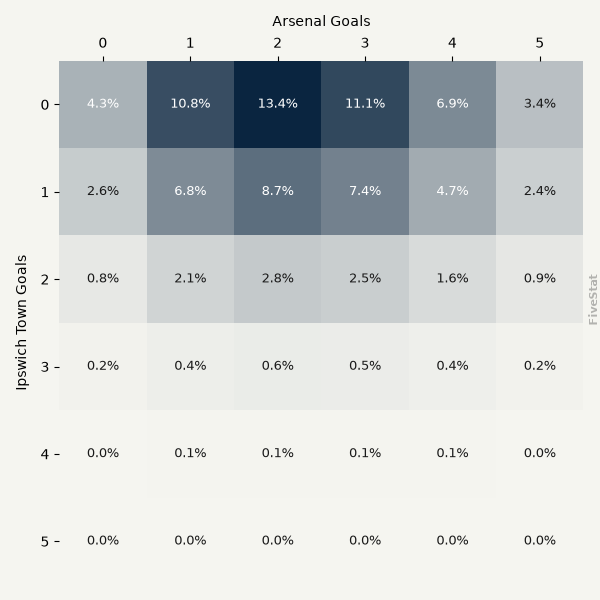 Arsenal Goals
0 1 2 3 4 5
0 4.3% 10.8% 13.4% 11.1% 6.9% 3.4%
1 2.6% 6.8% 8.7% 7.4% 4.7% 2.4%
2 0.8% 2.1% 2.8% 2.5% 1.6% 0.9%
3 0.2% 0.4% 0.6% 0.5% 0.4% 0.2%
4 0.0% 0.1% 0.1% 0.1% 0.1% 0.0%
5 0.0% 0.0% 0.0% 0.0% 0.0% 0.0%
Ipswich Town Goals
FiveStat